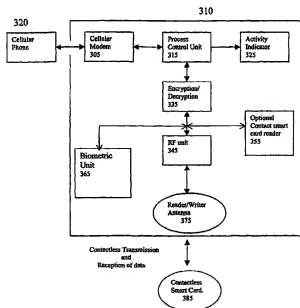 310
320
Cellular
Phone
Cellular
Modem
305
Process
Control Unit
315
Activity
Indicator
325
Encryption/
Decryption
335
Optional
Contact smart
card reader
355
Biometric
Unit
365
RF unit
345
Reader/Writer
Antenna
375
Contactless Transmission
and
Reception of data
Contactless
Smart Card.
385